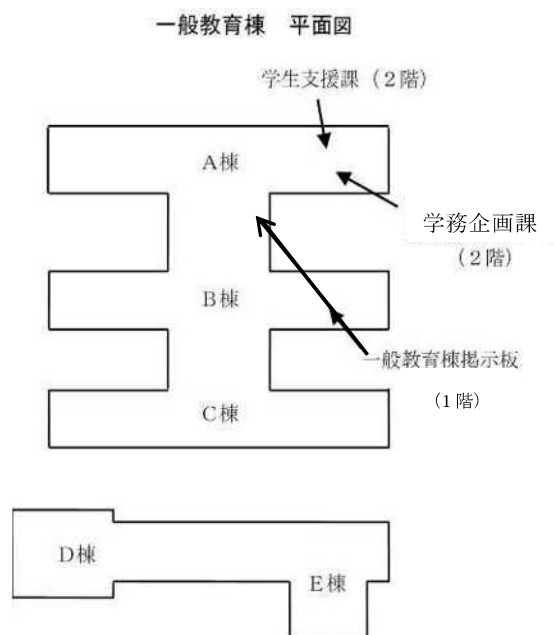 一般教育棟　平面図
学生支援課（２階）
A棟
学務企画課
（２階）
B棟
一般教育棟掲示板
（１階）
C棟
D棟
E棟